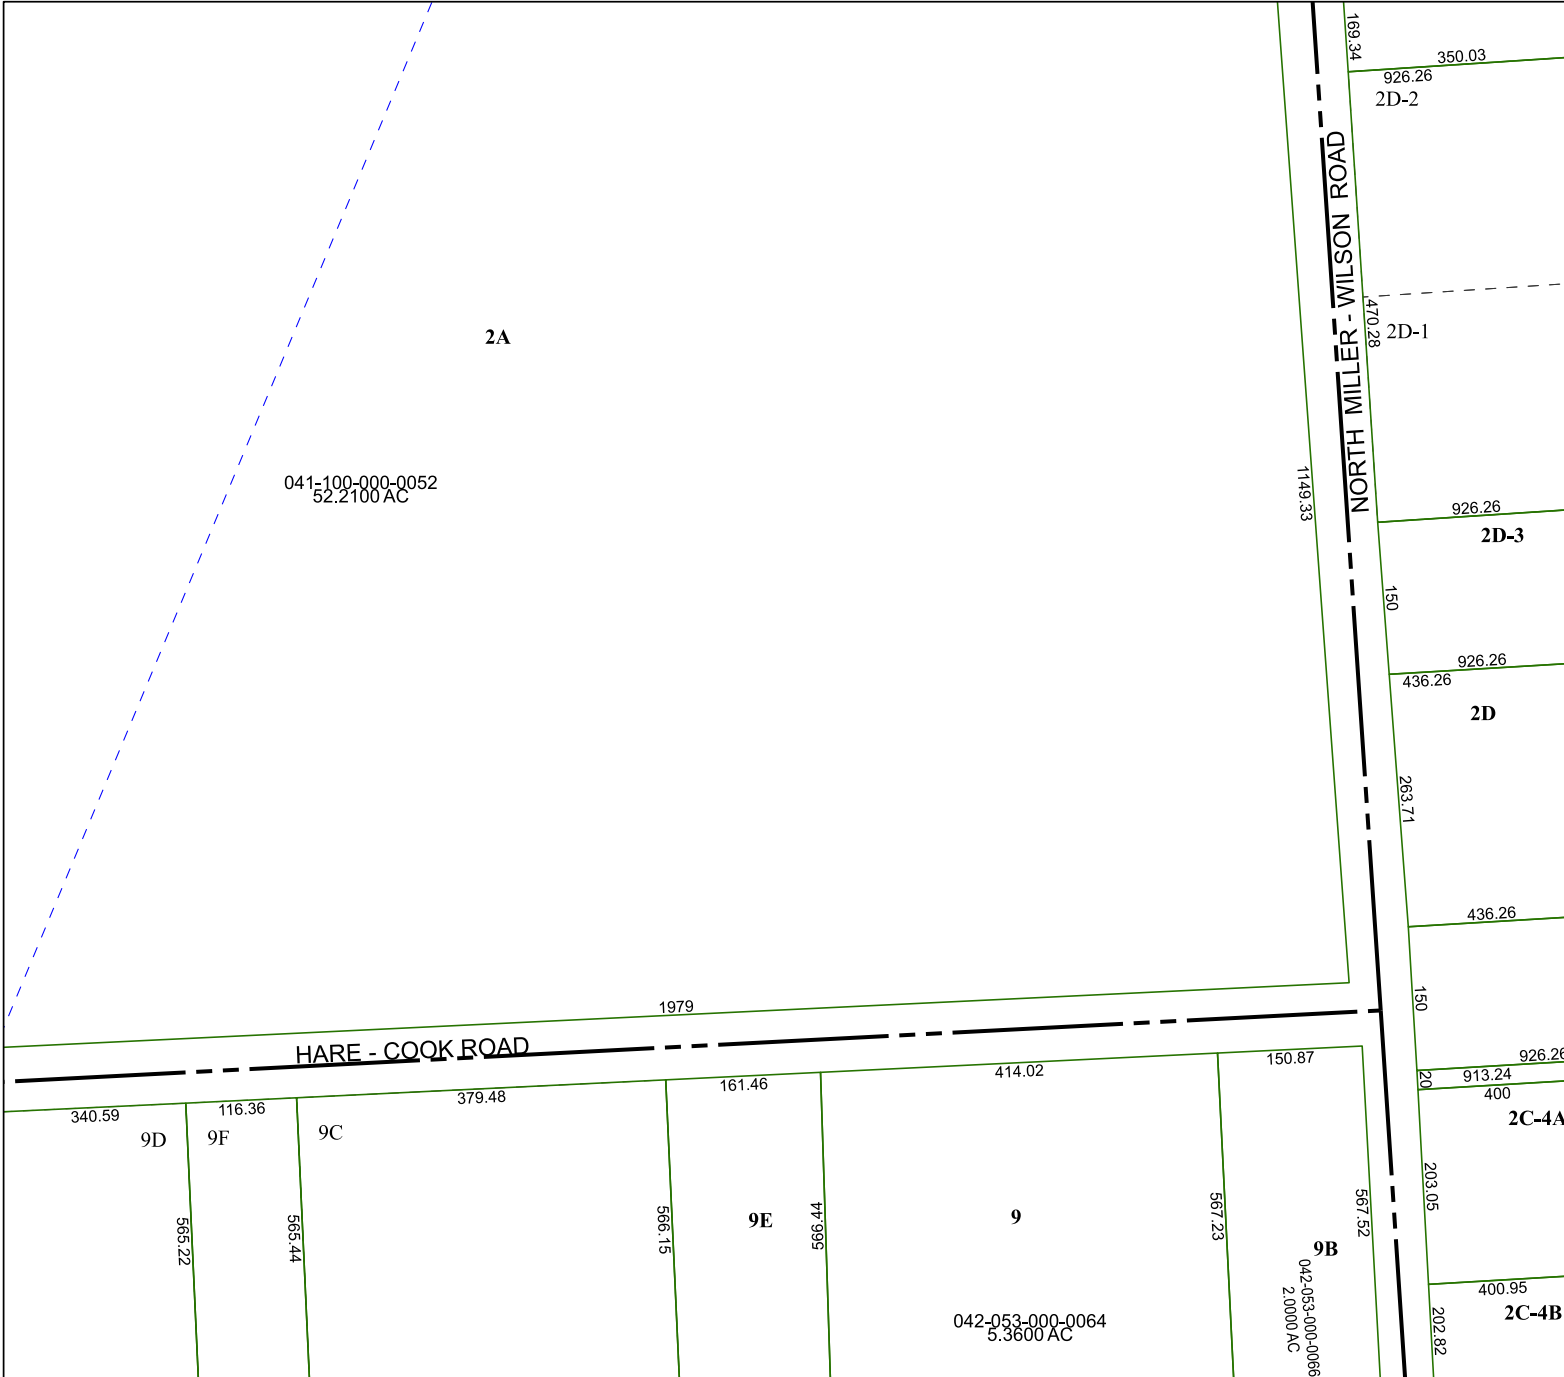 169.34
350.03
926.26
2D-2
NORTH MILLER - WILSON ROAD
470.28
2D-1
2A
041-100-000-0052
52.2100 AC
1149.33
926.26
2D-3
150
926.26
436.26
2D
263.71
436.26
150
1979
HARE - COOK ROAD
926.26
20
913.24
400
2C-4A
340.59
116.36
379.48
161.46
414.02
150.87
9D
9F
9C
565.22
565.44
566.15
9E
566.44
9
567.23
567.52
9B
203.05
042-053-000-0064
5.3600 AC
042-053-000-0066
2.0000 AC
400.95
2C-4B
202.82